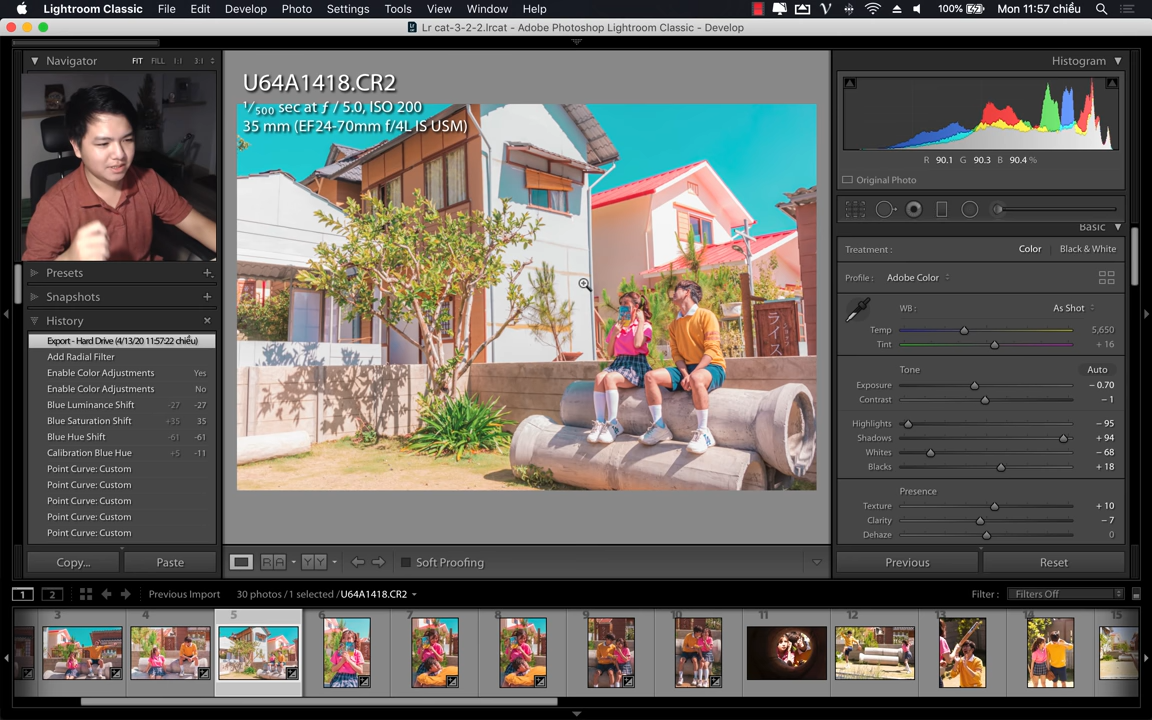 Lightroom Classic File Edit Develop Photo Settings Tools View Window Help 100% Mon 11:57 chiều
Lr cat-3-2-2.lrcat - Adobe Photoshop Lightroom Classic - Develop
Navigator FIT FILL 1:1 3:1
Presets
Snapshots
History
Export - Hard Drive (4/13/20 11:57:22 chiều)
Add Radial Filter
Enable Color Adjustments Yes
Enable Color Adjustments No
Blue Luminance Shift -27 -27
Blue Saturation Shift +35 35
Blue Hue Shift -61 -61
Calibration Blue Hue +5 -11
Point Curve: Custom
Point Curve: Custom
Point Curve: Custom
Point Curve: Custom
Point Curve: Custom
Copy... Paste
U64A1418.CR2
1/500 sec at ƒ / 5.0, ISO 200
35 mm (EF24-70mm f/4L IS USM)
ライス
RA YY Soft Proofing
Histogram
R 90.1 G 90.3 B 90.4 %
Original Photo
Basic
Treatment : Color Black & White
Profile : Adobe Color
WB : As Shot
Temp 5,650
Tint + 16
Tone Auto
Exposure − 0.70
Contrast − 1
Highlights − 95
Shadows + 94
Whites − 68
Blacks + 18
Presence
Texture + 10
Clarity − 7
Dehaze 0
Previous Reset
1 2 Previous Import 30 photos / 1 selected / U64A1418.CR2 Filter : Filters Off
3 4 5 6 7 8 9 10 11 12 13 14 15